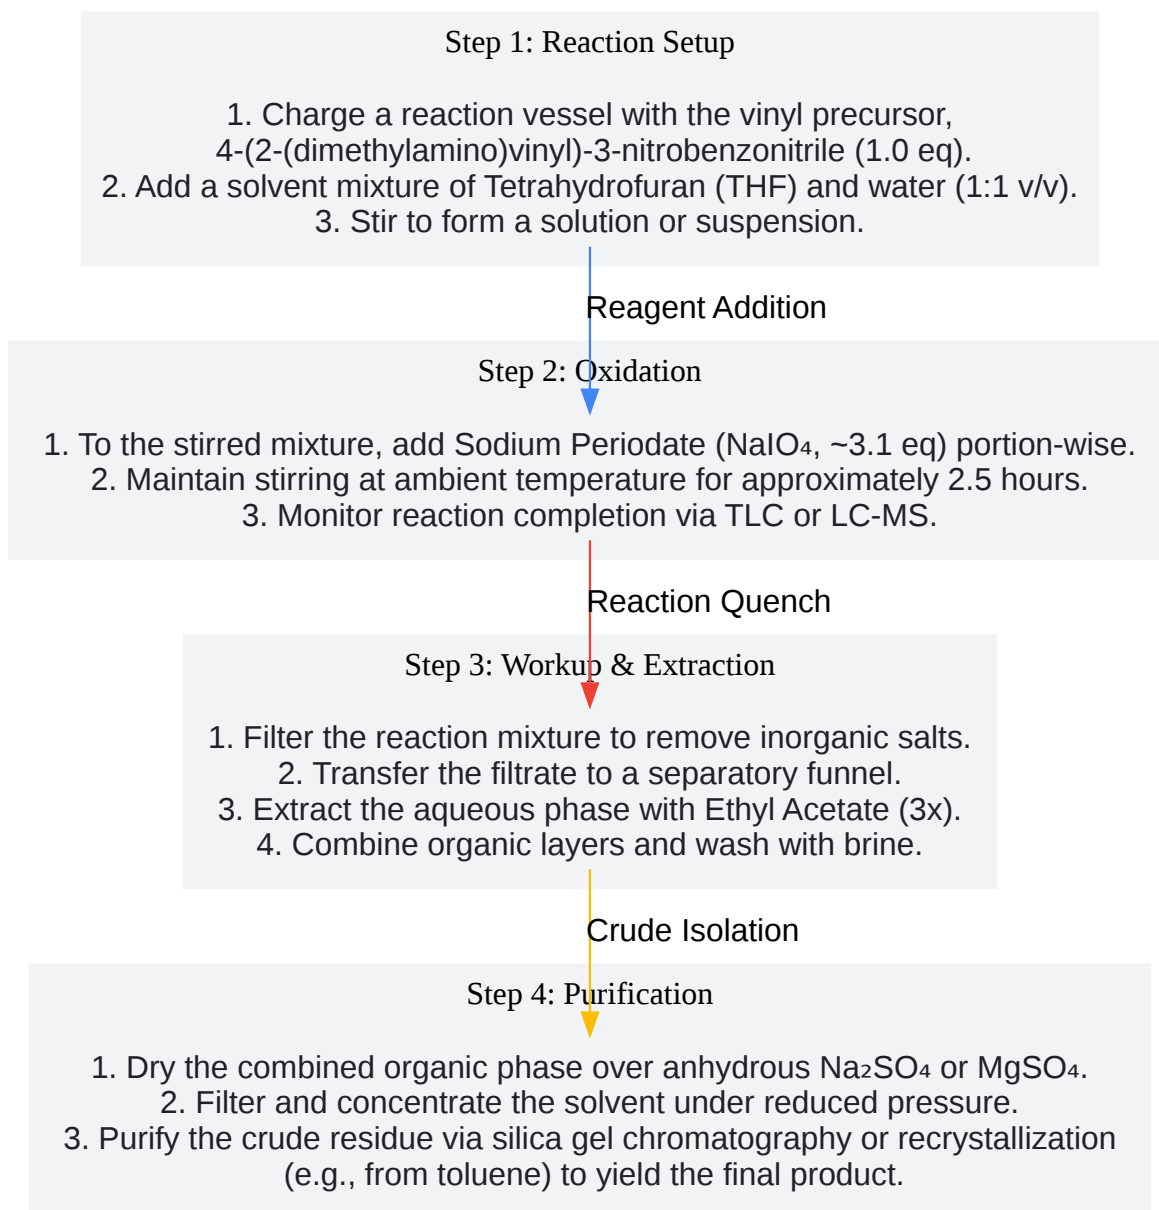 Step 1: Reaction Setup
1. Charge a reaction vessel with the vinyl precursor,
4-(2-(dimethylamino)vinyl)-3-nitrobenzonitrile (1.0 eq).
2. Add a solvent mixture of Tetrahydrofuran (THF) and water (1:1 v/v).
3. Stir to form a solution or suspension.
Reagent Addition
Step 2: Oxidation
1. To the stirred mixture, add Sodium Periodate (NaIO₄, ~3.1 eq) portion-wise.
2. Maintain stirring at ambient temperature for approximately 2.5 hours.
3. Monitor reaction completion via TLC or LC-MS.
Reaction Quench
Step 3: Workup & Extraction
1. Filter the reaction mixture to remove inorganic salts.
2. Transfer the filtrate to a separatory funnel.
3. Extract the aqueous phase with Ethyl Acetate (3x).
4. Combine organic layers and wash with brine.
Crude Isolation
Step 4: Purification
1. Dry the combined organic phase over anhydrous Na₂SO₄ or MgSO₄.
2. Filter and concentrate the solvent under reduced pressure.
3. Purify the crude residue via silica gel chromatography or recrystallization
(e.g., from toluene) to yield the final product.